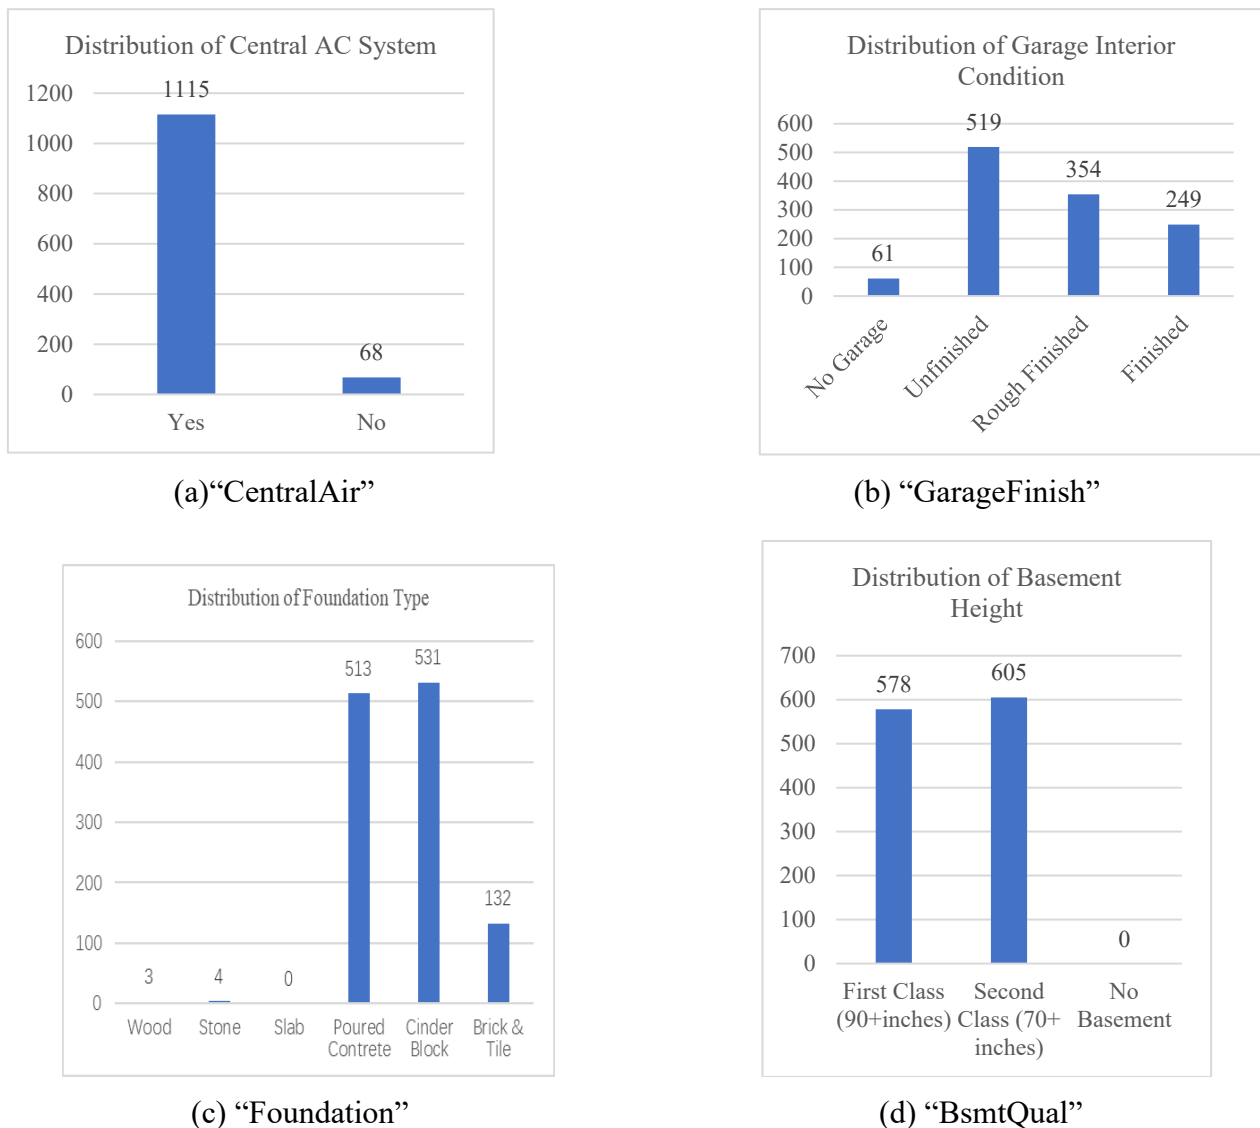 Distribution of Central AC System
1200
1000
800
600
400
200
0
1115
68
Yes
No
(a)“CentralAir”
Distribution of Garage Interior
Condition
600
500
400
300
200
100
0
61
519
354
249
No Garage
Unfinished
Rough Finished
Finished
(b) “GarageFinish”
Distribution of Foundation Type
600
500
400
300
200
100
0
3
4
0
513
531
132
Wood
Stone
Slab
Poured
Contrete
Cinder
Block
Brick &
Tile
(c) “Foundation”
Distribution of Basement
Height
700
600
500
400
300
200
100
0
578
605
0
First Class
(90+inches)
Second
Class (70+
inches)
No
Basement
(d) “BsmtQual”